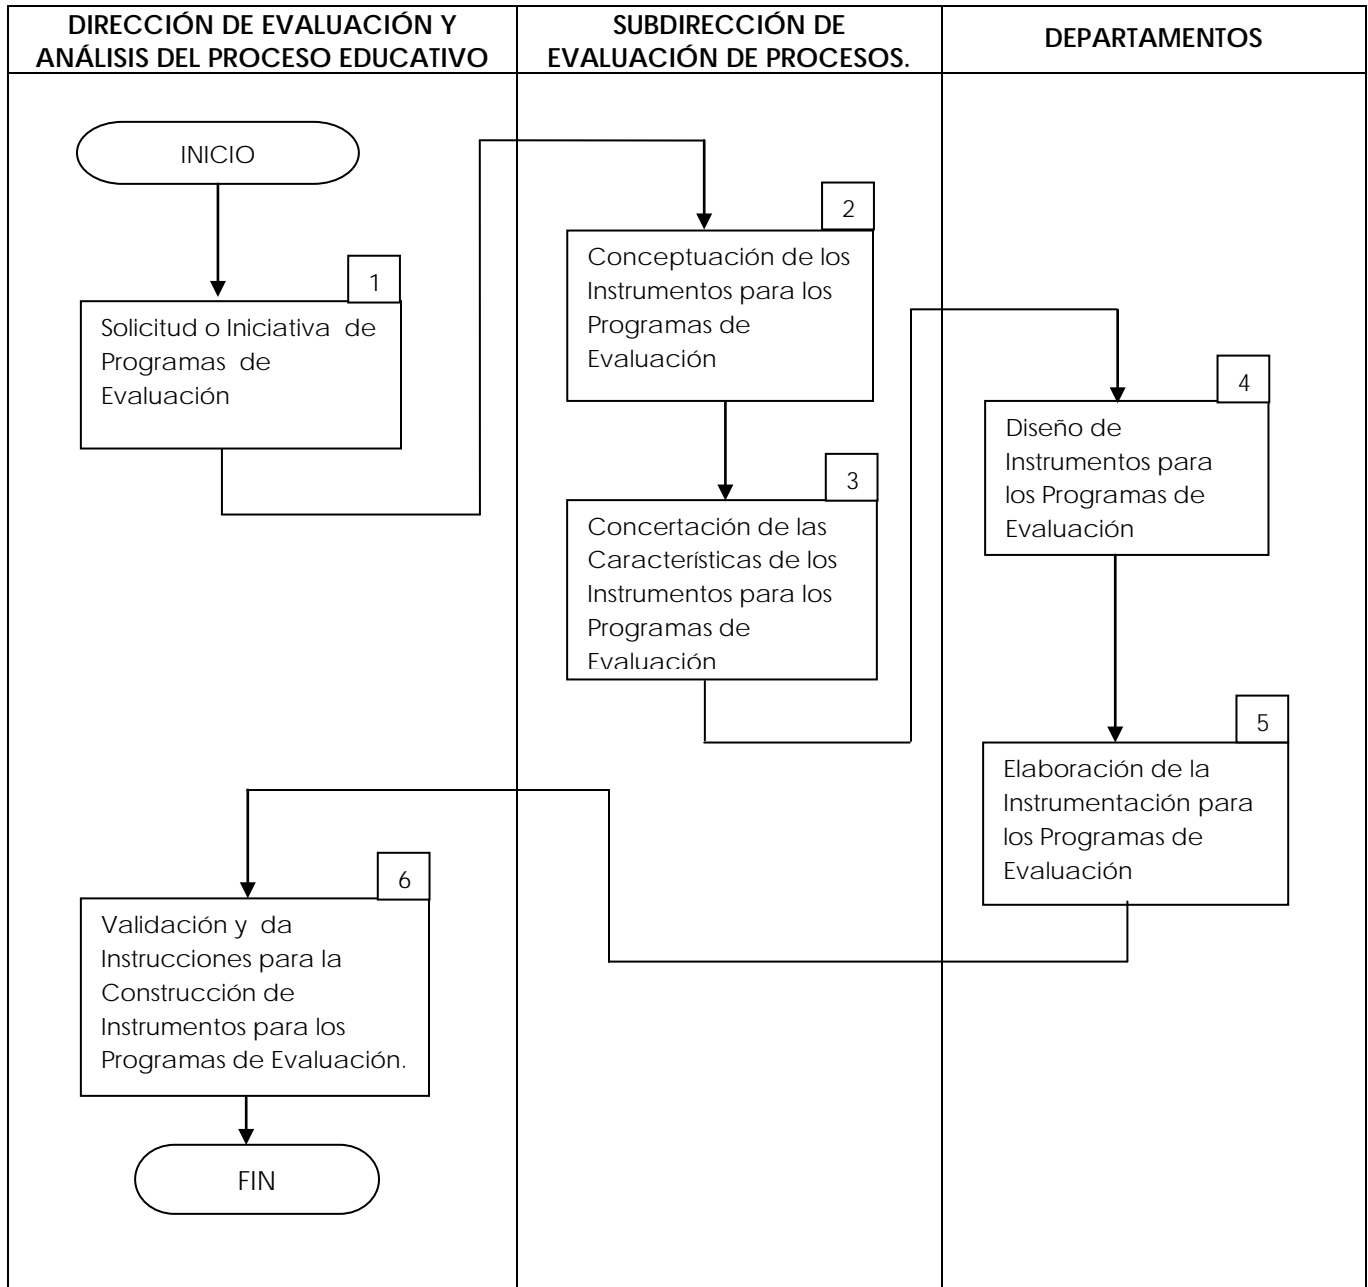 DIRECCIÓN DE EVALUACIÓN Y
ANÁLISIS DEL PROCESO EDUCATIVO
SUBDIRECCIÓN DE
EVALUACIÓN DE PROCESOS.
DEPARTAMENTOS
INICIO
1
Solicitud o Iniciativa de
Programas de
Evaluación
2
Conceptuación de los
Instrumentos para los
Programas de
Evaluación
3
Concertación de las
Características de los
Instrumentos para los
Programas de
Evaluación
4
Diseño de
Instrumentos para
los Programas de
Evaluación
5
Elaboración de la
Instrumentación para
los Programas de
Evaluación
6
Validación y da
Instrucciones para la
Construcción de
Instrumentos para los
Programas de Evaluación.
FIN